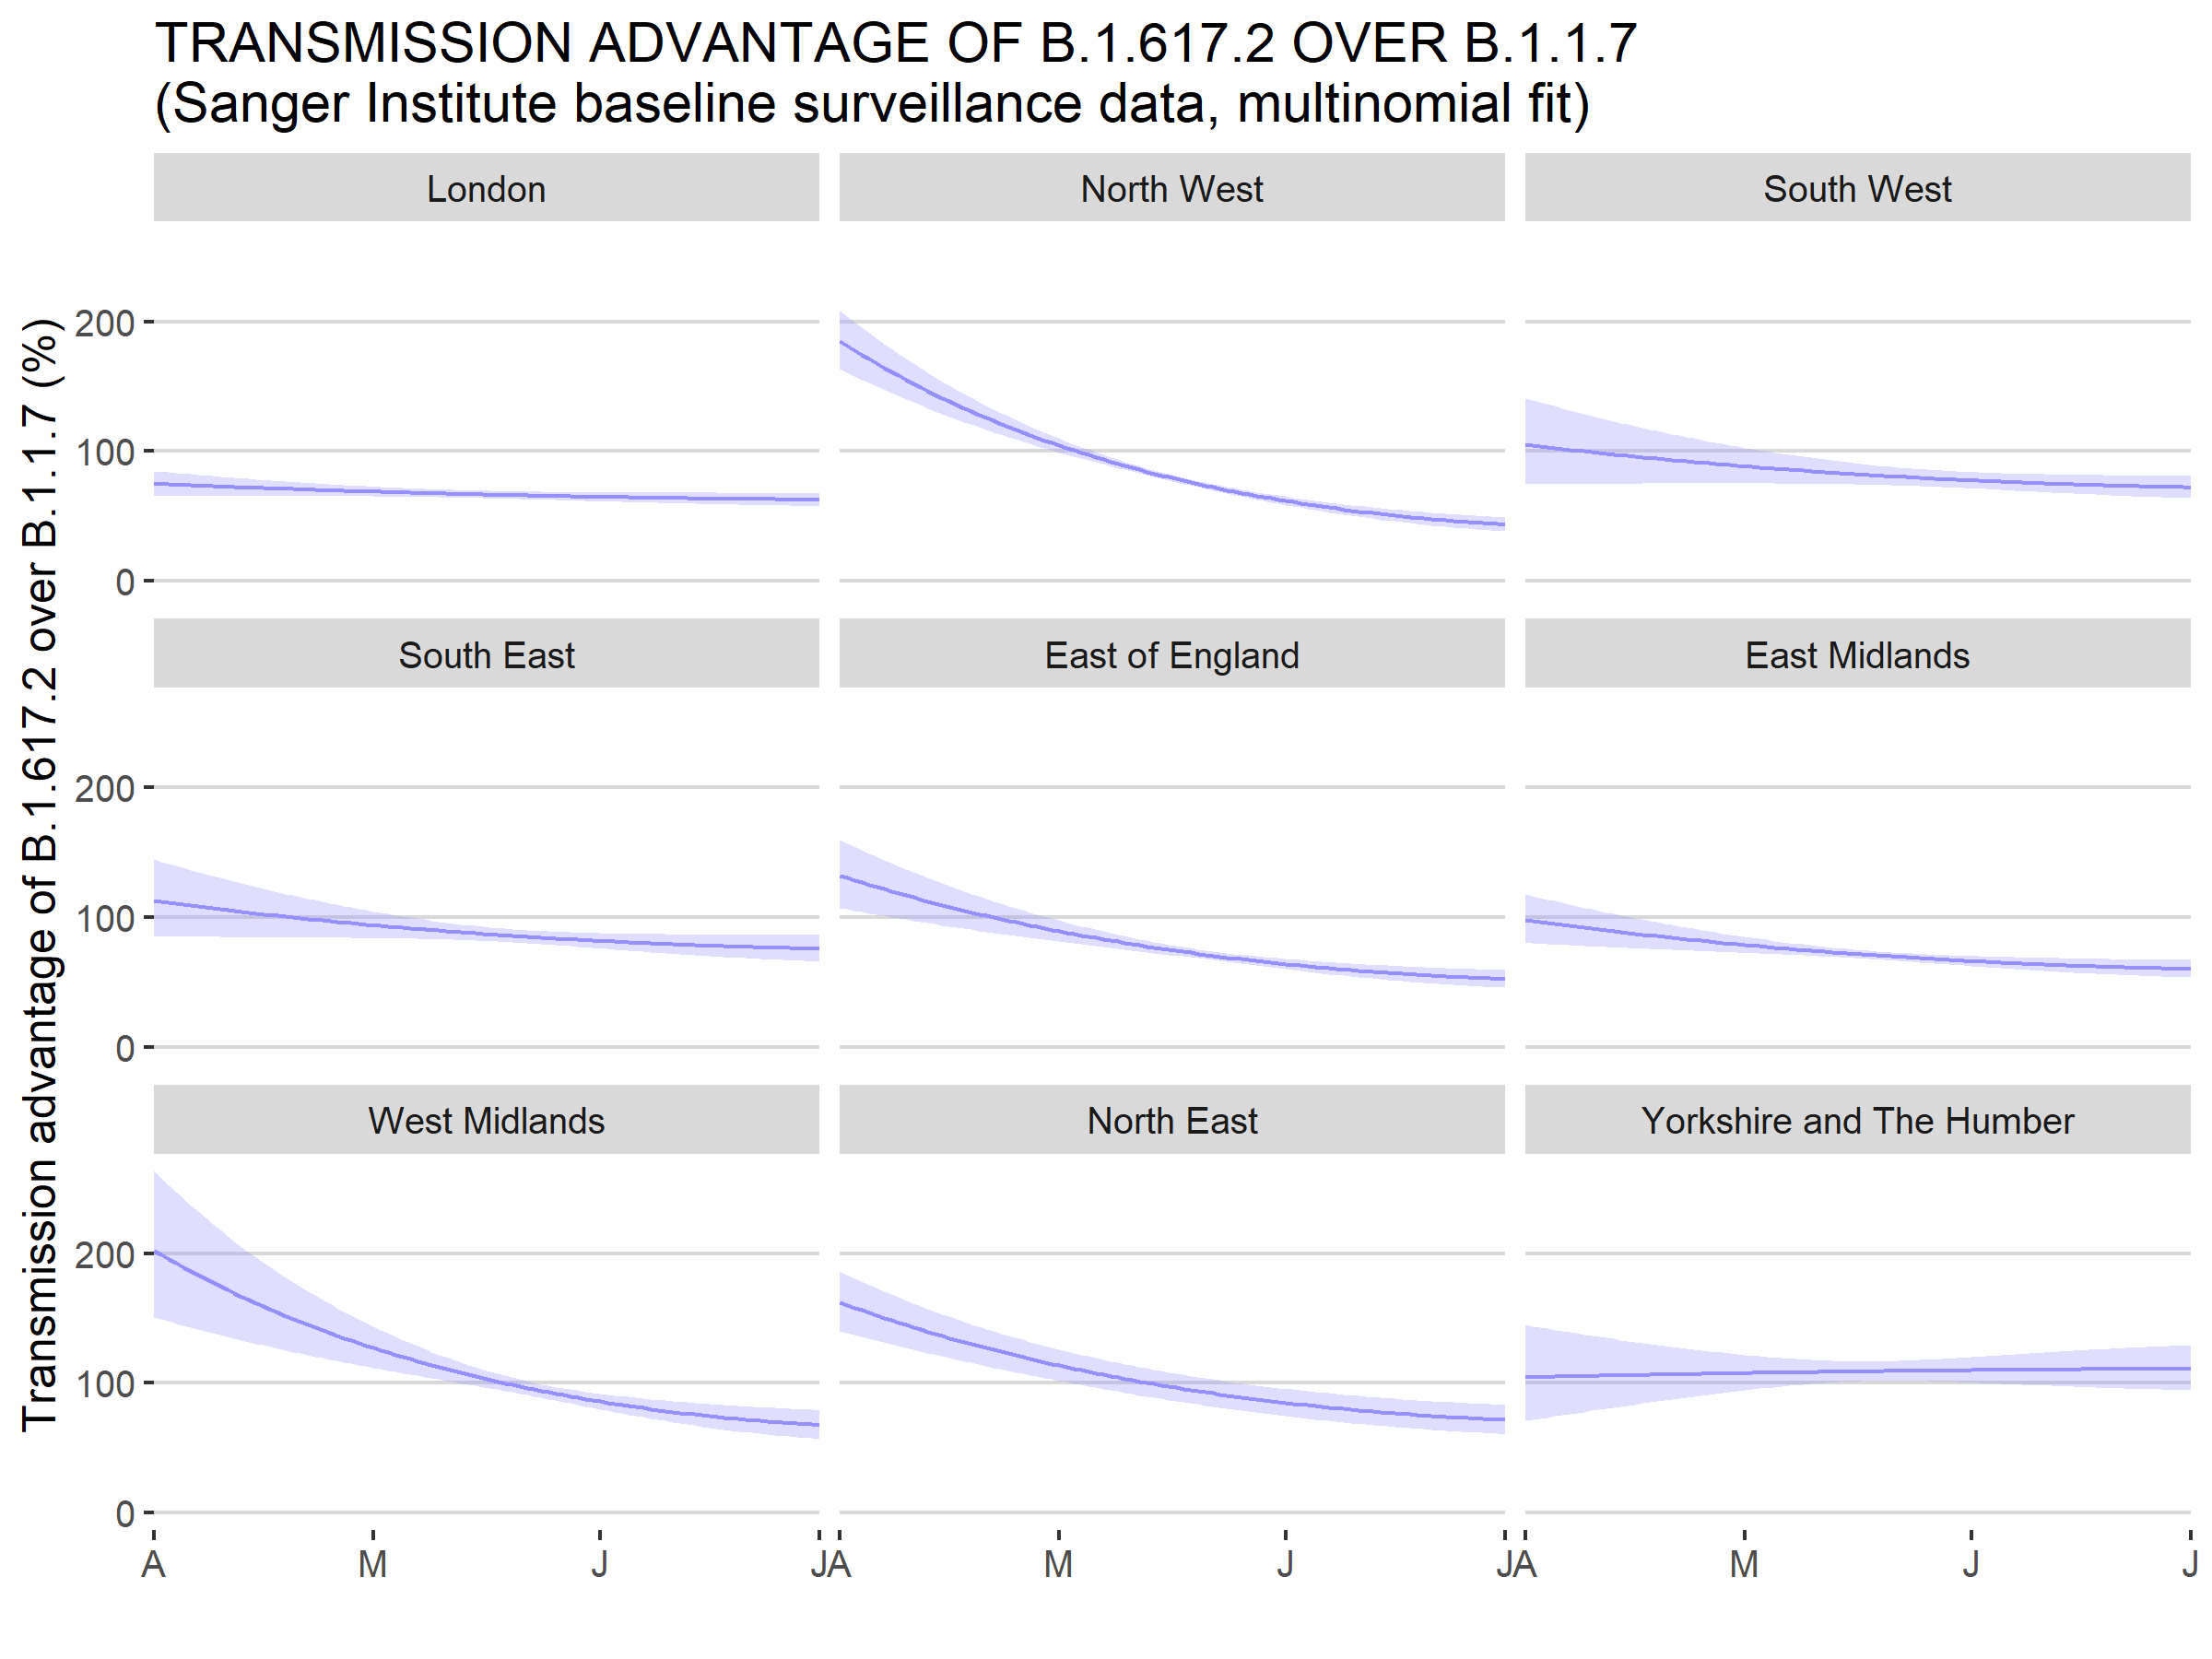 TRANSMISSION ADVANTAGE OF B.1.617.2 OVER B.1.1.7
(Sanger Institute baseline surveillance data, multinomial fit)
Transmission advantage of B.1.617.2 over B.1.1.7 (%)
London
North West
South West
200
100
0
South East
East of England
East Midlands
200
100
0
West Midlands
North East
Yorkshire and The Humber
200
100
0
A M J J
A M J J
A M J J